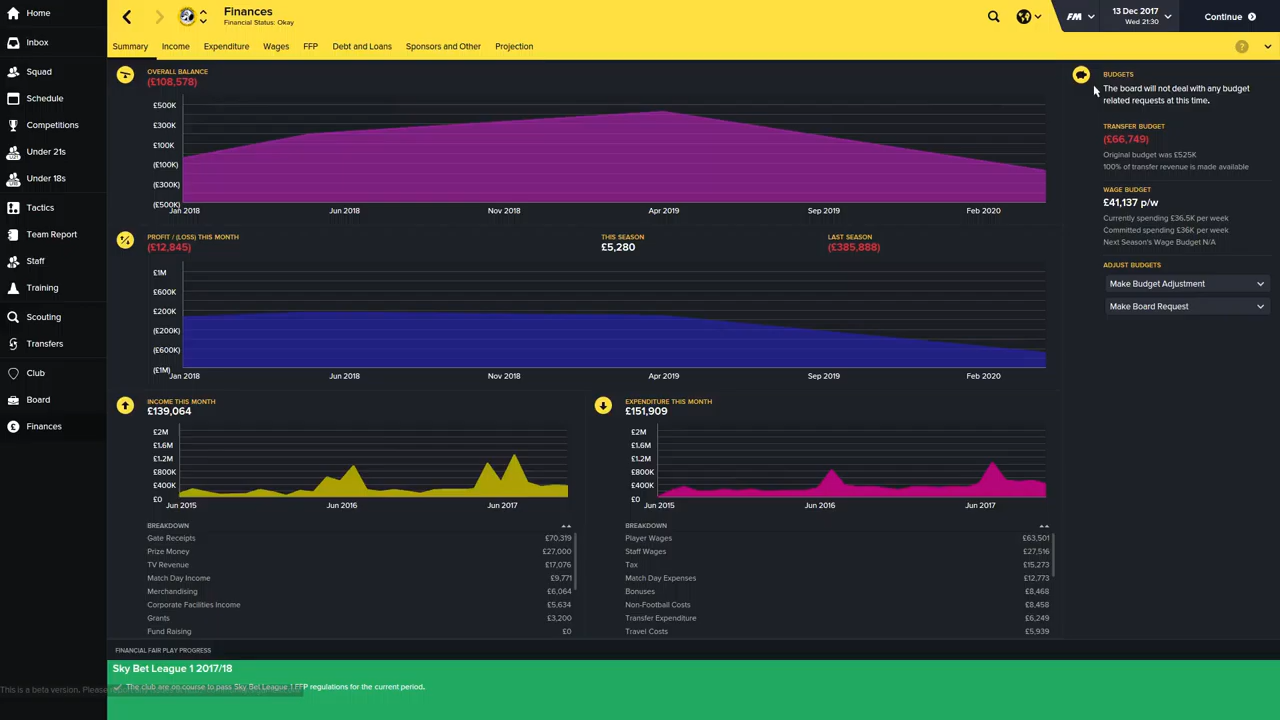 Home
Inbox
Squad
Schedule
Competitions
Under 21s
Under 18s
Tactics
Team Report
Staff
Training
Scouting
Transfers
Club
Board
Finances
Finances
Financial Status: Okay
FM
13 Dec 2017
Wed 21:30
Continue
Summary
Income
Expenditure
Wages
FFP
Debt and Loans
Sponsors and Other
Projection
?
OVERALL BALANCE
(£108,578)
£500K
£300K
£100K
(£100K)
(£300K)
(£500K)
Jan 2018
Jun 2018
Nov 2018
Apr 2019
Sep 2019
Feb 2020
PROFIT / (LOSS) THIS MONTH
(£12,845)
THIS SEASON
£5,280
LAST SEASON
(£385,888)
£1M
£600K
£200K
(£200K)
(£600K)
(£1M)
Jan 2018
Jun 2018
Nov 2018
Apr 2019
Sep 2019
Feb 2020
INCOME THIS MONTH
£139,064
£2M
£1.6M
£1.2M
£800K
£400K
£0
Jun 2015
Jun 2016
Jun 2017
BREAKDOWN
Gate Receipts £70,319
Prize Money £27,000
TV Revenue £17,076
Match Day Income £9,771
Merchandising £6,064
Corporate Facilities Income £5,634
Grants £3,200
Fund Raising £0
EXPENDITURE THIS MONTH
£151,909
£2M
£1.6M
£1.2M
£800K
£400K
£0
Jun 2015
Jun 2016
Jun 2017
BREAKDOWN
Player Wages £63,501
Staff Wages £27,516
Tax £15,273
Match Day Expenses £12,773
Bonuses £8,468
Non-Football Costs £8,458
Transfer Expenditure £6,249
Travel Costs £5,939
BUDGETS
The board will not deal with any budget
related requests at this time.
TRANSFER BUDGET
(£66,749)
Original budget was £525K
100% of transfer revenue is made available
WAGE BUDGET
£41,137 p/w
Currently spending £36.5K per week
Committed spending £36K per week
Next Season's Wage Budget N/A
ADJUST BUDGETS
Make Budget Adjustment
Make Board Request
FINANCIAL FAIR PLAY PROGRESS
Sky Bet League 1 2017/18
The club are on course to pass Sky Bet League 1 FFP regulations for the current period.
This is a beta version. Please